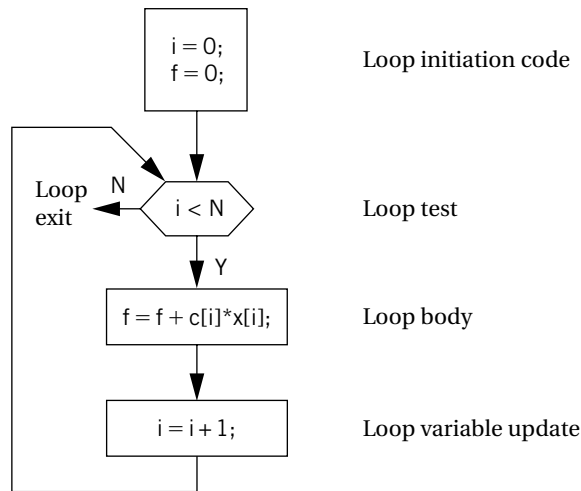 i = 0;
f = 0;
Loop initiation code
Loop
exit
N
i < N
Loop test
Y
f = f + c[i]*x[i];
Loop body
i = i + 1;
Loop variable update